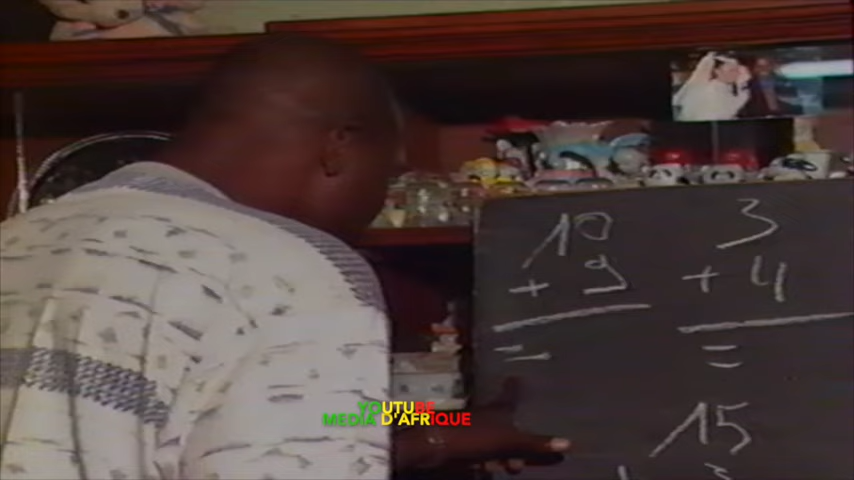 10 3
+ 9 + 4
= =
15
YOUTUBE
MEDIA D'AFRIQUE